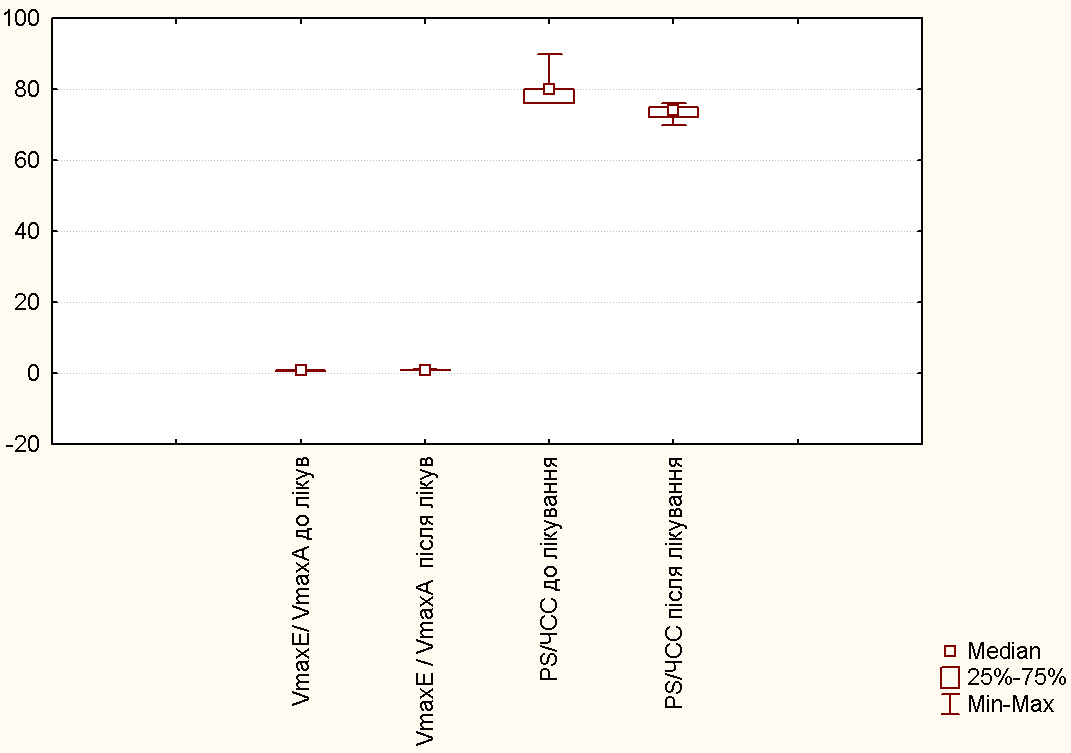 100
80
60
40
20
0
-20
VmaxE/ VmaxA до лікув
VmaxE / VmaxA після лікув
PS/ЧСС до лікування
PS/ЧСС після лікування
Median
25%-75%
Min-Max